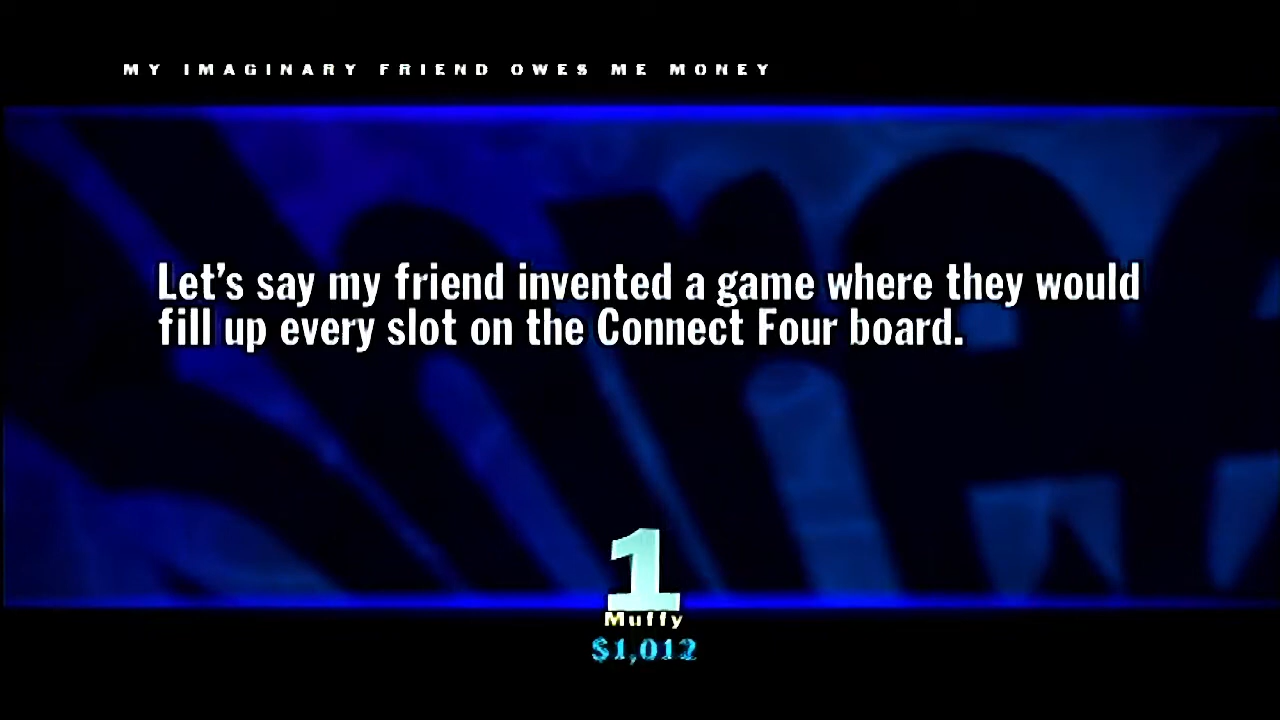 MY IMAGINARY FRIEND OWES ME MONEY
Let's say my friend invented a game where they would
fill up every slot on the Connect Four board.
1
Muffy
$1,012